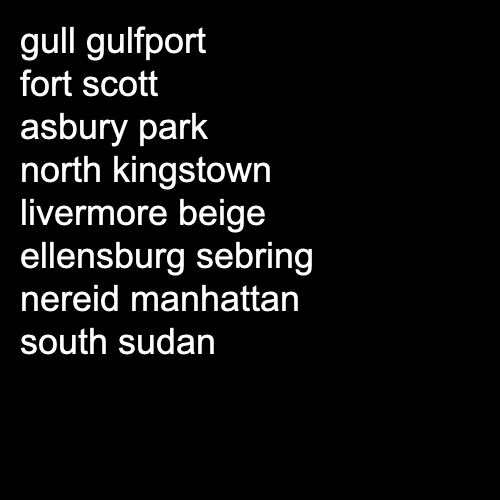 gull gulfport
fort scott
asbury park
north kingstown
livermore beige
ellensburg sebring
nereid manhattan
south sudan